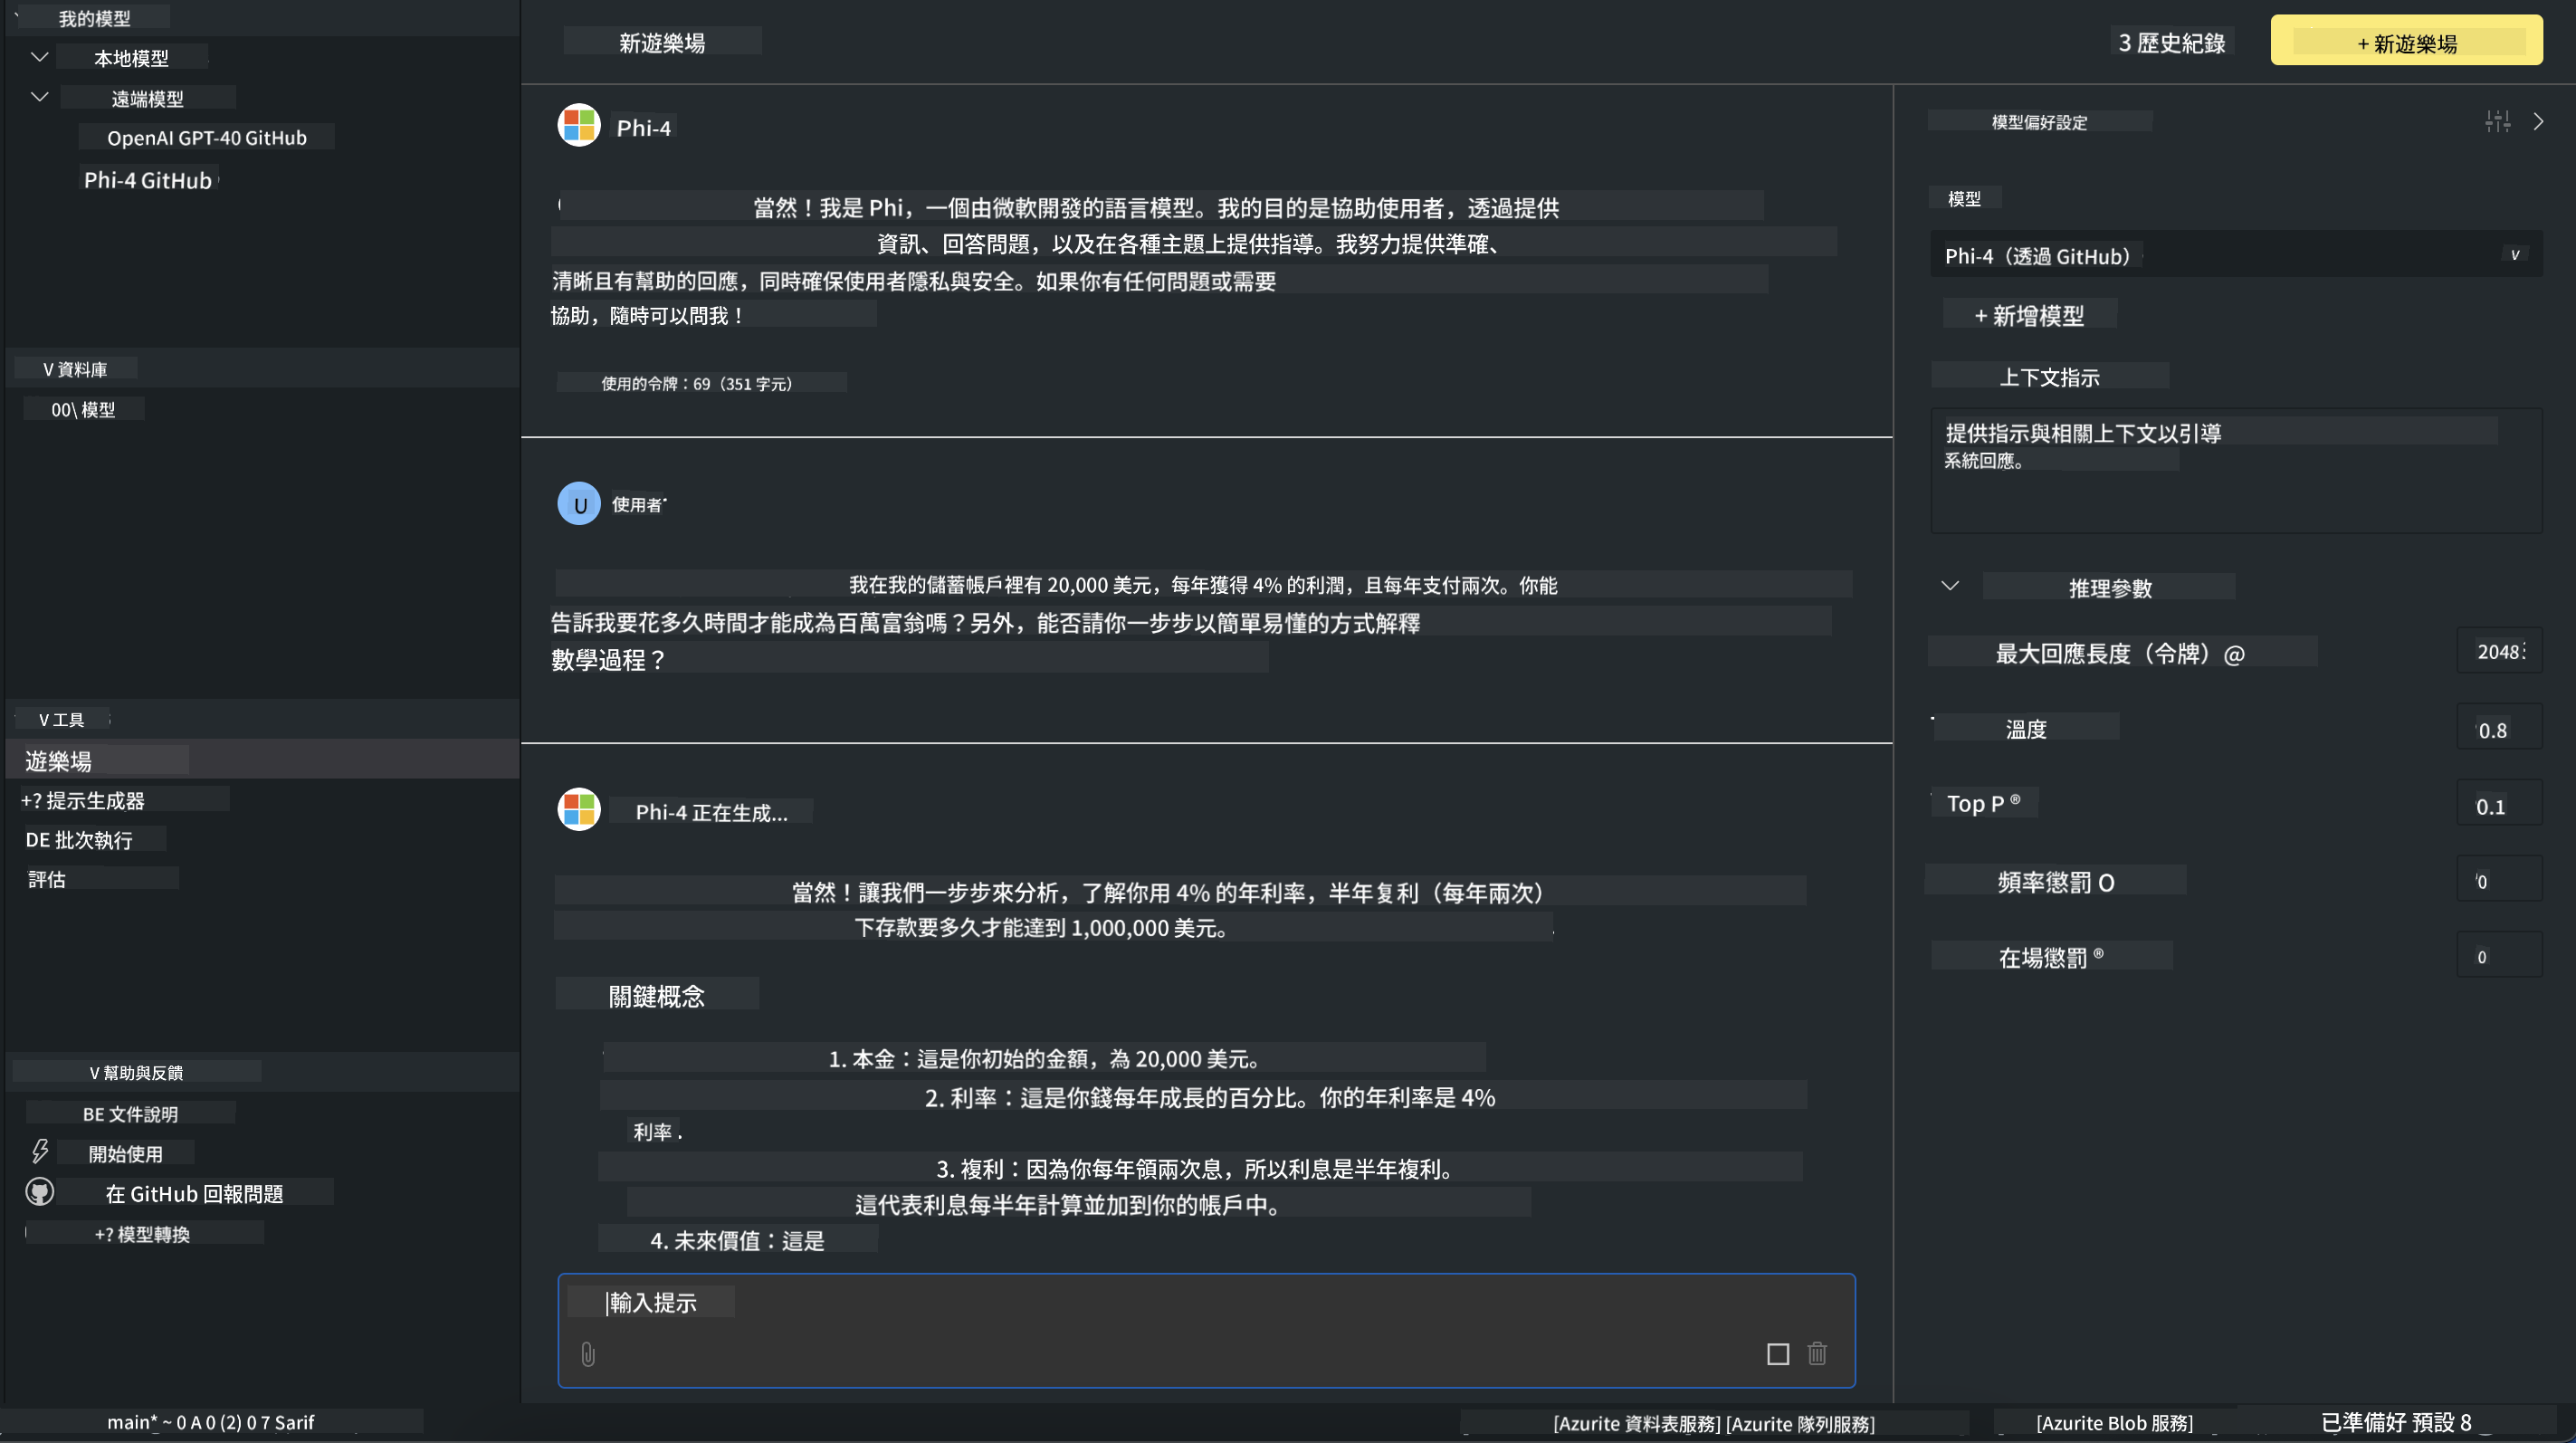 我的模型
本地模型
遠端模型
OpenAI GPT-40 GitHub
Phi-4 GitHub
V 資料庫
00\ 模型
V 工具
遊樂場
+? 提示生成器
DE 批次執行
評估
V 幫助與反饋
BE 文件說明
開始使用
在 GitHub 回報問題
+? 模型轉換
新遊樂場
3 歷史紀錄
+ 新遊樂場
Phi-4
當然！我是 Phi，一個由微軟開發的語言模型。我的目的是協助使用者，透過提供
資訊、回答問題，以及在各種主題上提供指導。我努力提供準確、
清晰且有幫助的回應，同時確保使用者隱私與安全。如果你有任何問題或需要
協助，隨時可以問我！
使用的令牌：69（351 字元）
U
使用者
我在我的儲蓄帳戶裡有 20,000 美元，每年獲得 4% 的利潤，且每年支付兩次。你能
告訴我要花多久時間才能成為百萬富翁嗎？另外，能否請你一步步以簡單易懂的方式解釋
數學過程？
Phi-4 正在生成...
當然！讓我們一步步來分析，了解你用 4% 的年利率，半年复利（每年兩次）
下存款要多久才能達到 1,000,000 美元。
關鍵概念
1. 本金：這是你初始的金額，為 20,000 美元。
2. 利率：這是你錢每年成長的百分比。你的年利率是 4%
利率 .
3. 複利：因為你每年領兩次息，所以利息是半年複利。
這代表利息每半年計算並加到你的帳戶中。
4. 未來價值：這是
輸入提示
模型偏好設定
模型
Phi-4（透過 GitHub）
v
+ 新增模型
上下文指示
提供指示與相關上下文以引導
系統回應。
推理參數
最大回應長度（令牌）@
2048
溫度
0.8
Top P ®
0.1
頻率懲罰 O
0
在場懲罰 ®
0
main* ~ 0 A 0 (2) 0 7 Sarif
[Azurite 資料表服務] [Azurite 隊列服務]
[Azurite Blob 服務]
已準備好 預設 8